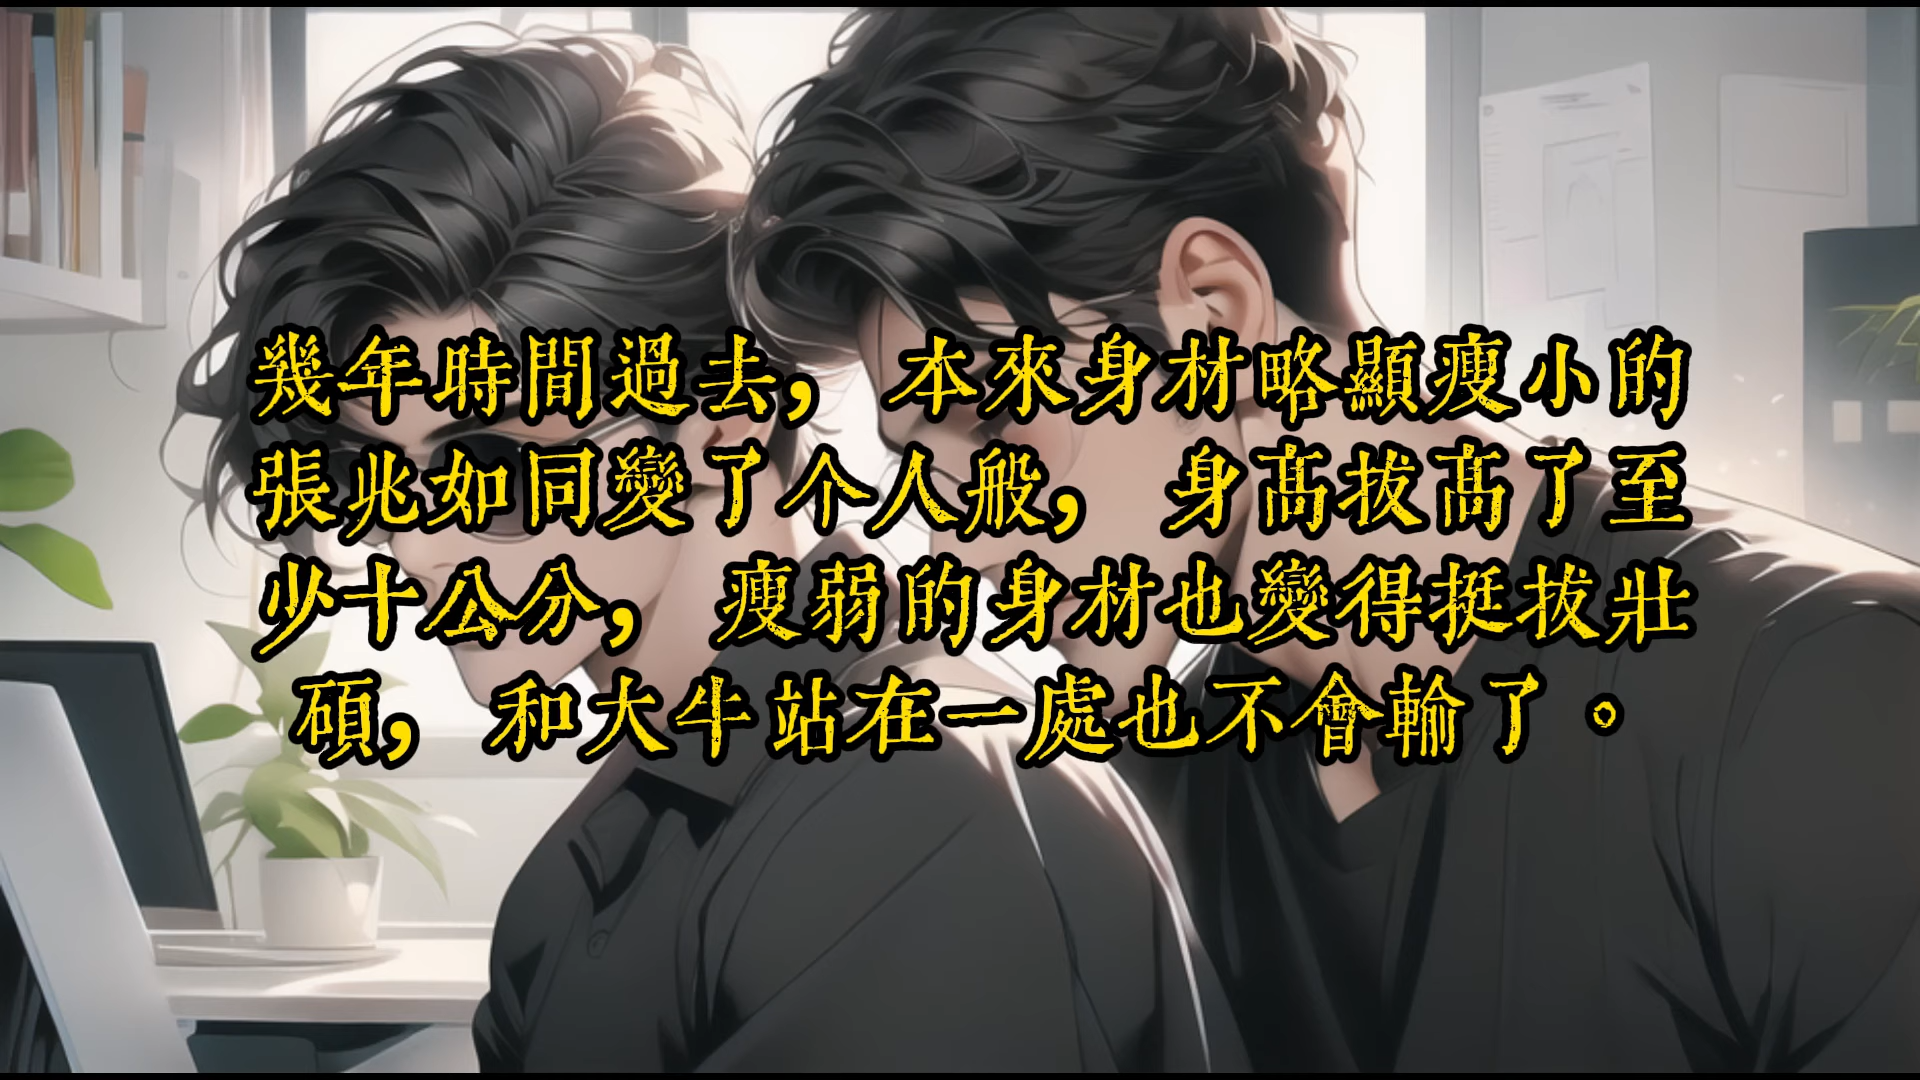 幾年時間過去，本來身材略顯瘦小的
張兆如同變了个人般，身高拔高了至
少十公分，瘦弱的身材也變得挺拔壯
碩，和大牛站在一處也不會輸了。